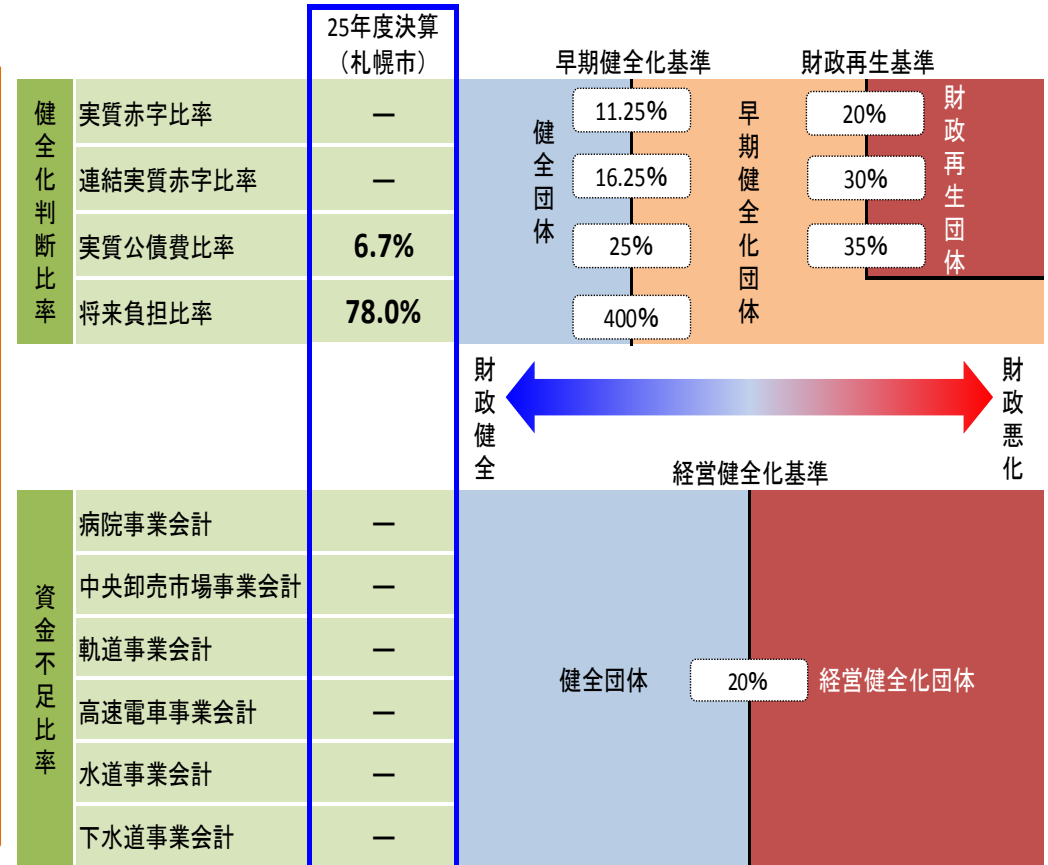 25年度決算
（札幌市）
早期健全化基準
財政再生基準
健全化判断比率
実質赤字比率
―
連結実質赤字比率
―
実質公債費比率
6.7%
将来負担比率
78.0%
健全団体
11.25%
16.25%
25%
400%
早期健全化団体
20%
30%
35%
財政再生団体
財政健全
財政悪化
経営健全化基準
資金不足比率
病院事業会計
―
中央卸売市場事業会計
―
軌道事業会計
―
高速電車事業会計
―
水道事業会計
―
下水道事業会計
―
健全団体
20%
経営健全化団体